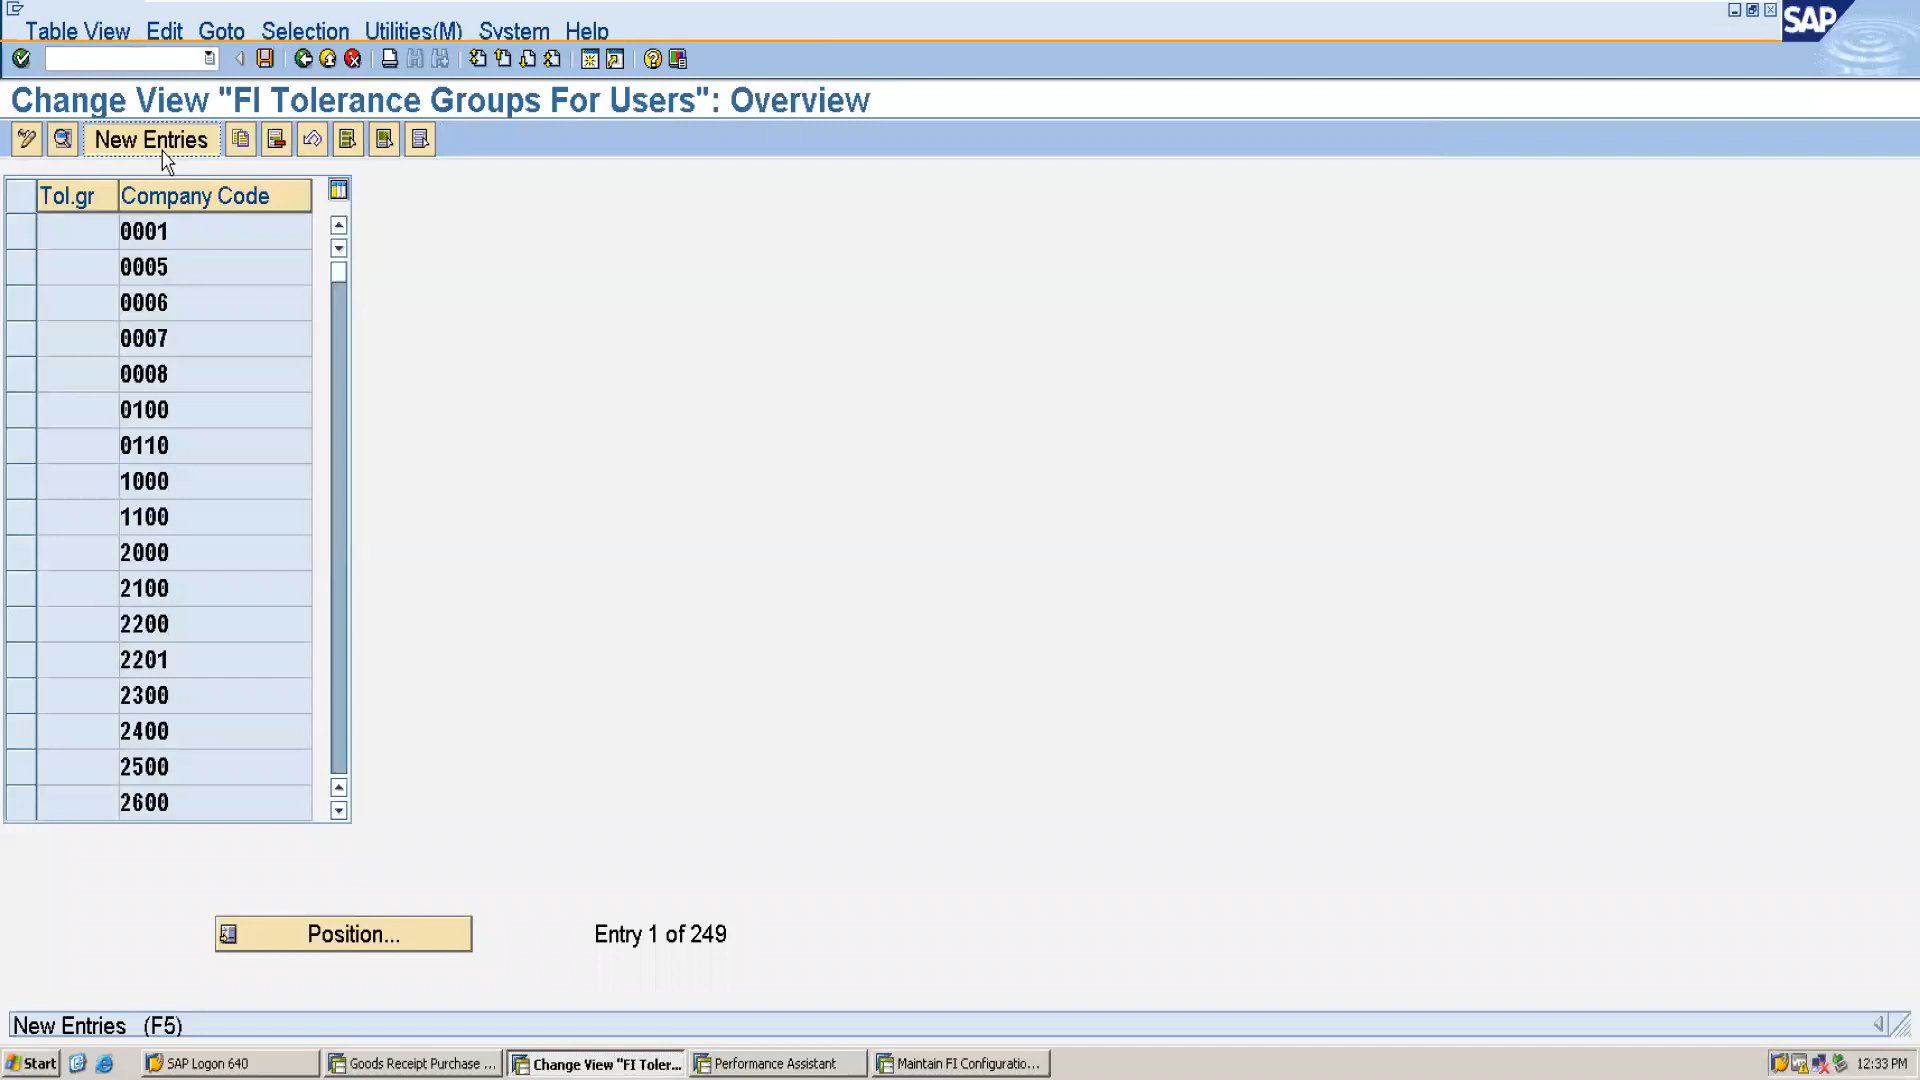 Table View Edit Goto Selection Utilities(M) System Help
SAP
Change View "FI Tolerance Groups For Users": Overview
New Entries
Tol.gr Company Code
0001
0005
0006
0007
0008
0100
0110
1000
1100
2000
2100
2200
2201
2300
2400
2500
2600
Position... Entry 1 of 249
New Entries (F5)
Start SAP Logon 640 Goods Receipt Purchase ... Change View "FI Toler... Performance Assistant Maintain FI Configuratio... 12:33 PM